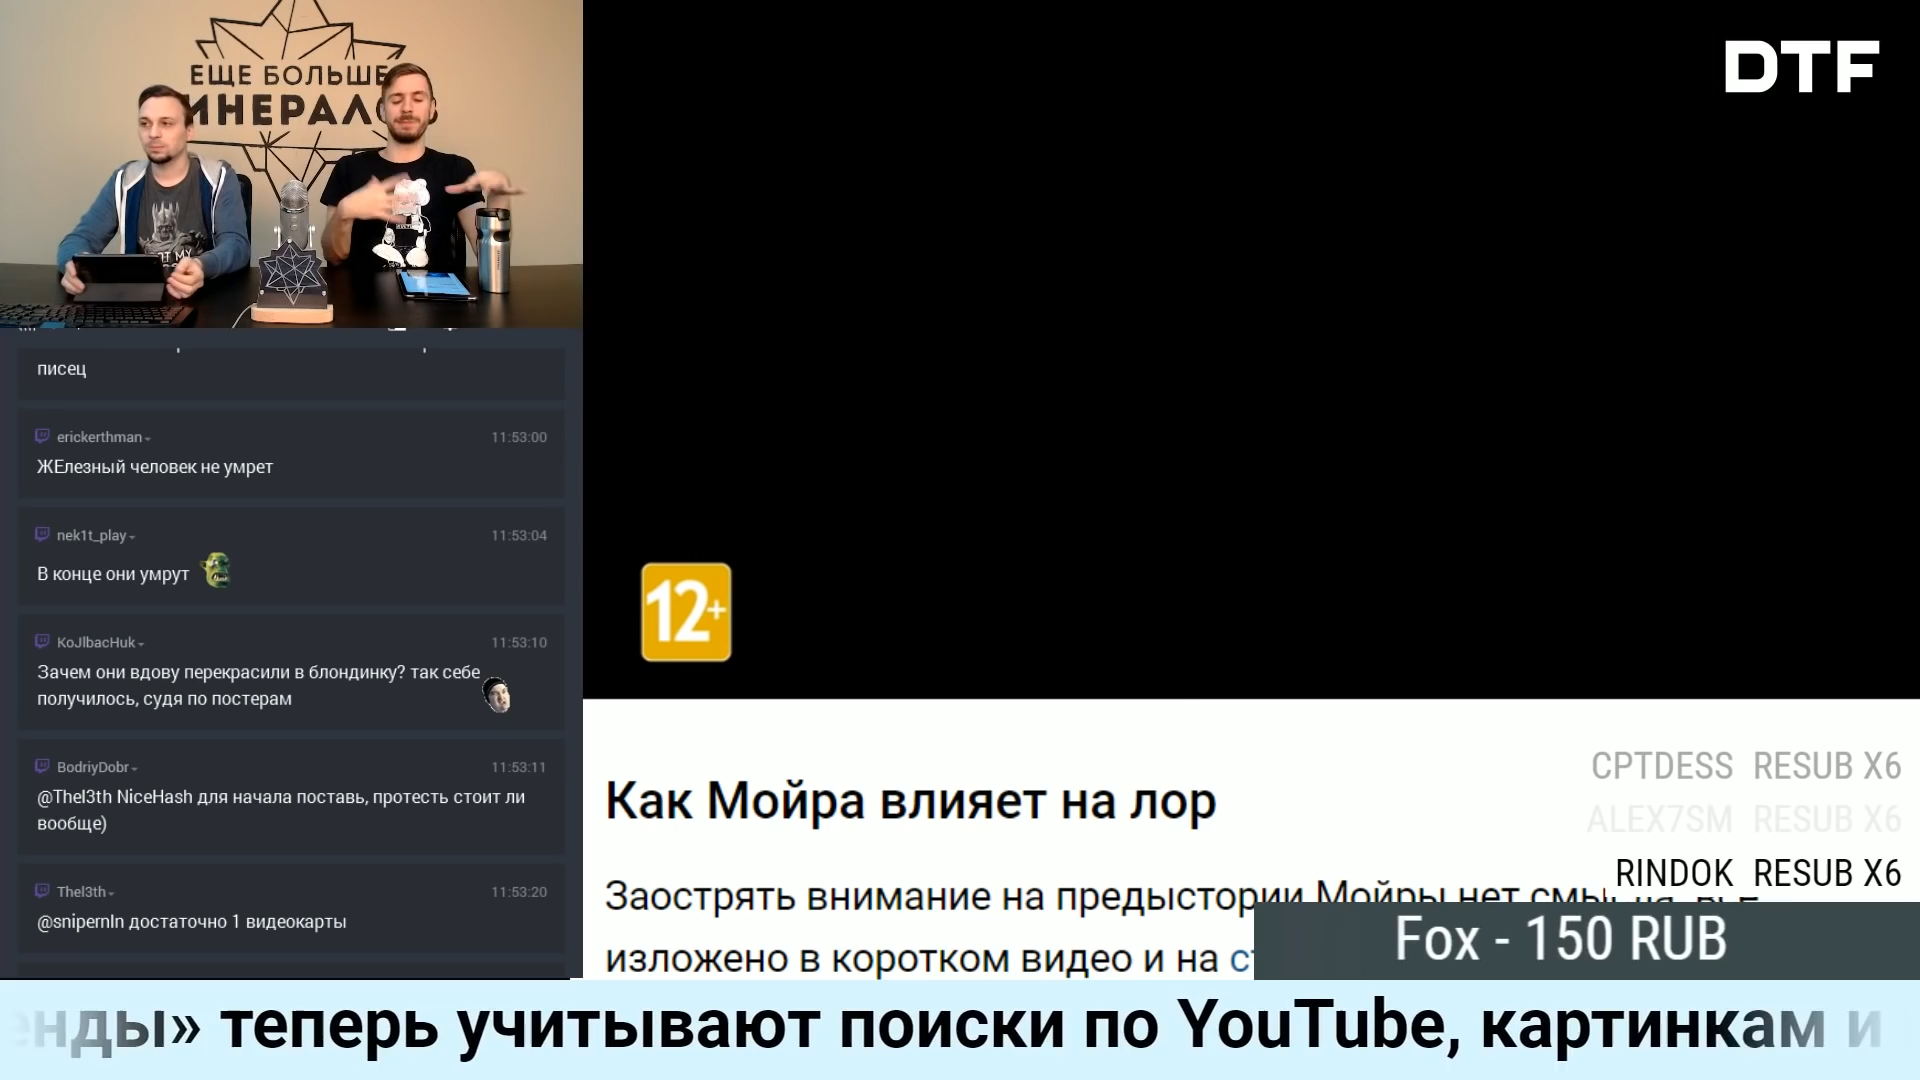 ЕЩЕ БОЛЬШЕ
ИНЕРАЛО
DTF
писец
erickerthman
11:53:00
ЖЕлезный человек не умрет
nek1t_play
11:53:04
В конце они умрут
KoJlbacHuk
11:53:10
Зачем они вдову перекрасили в блондинку? так себе
получилось, судя по постерам
BodriyDobr
11:53:11
@Thel3th NiceHash для начала поставь, протесть стоит ли
вообще)
Thel3th
11:53:20
@snipernIn достаточно 1 видеокарты
12+
Как Мойра влияет на лор
CPTDESS RESUB X6
ALEX7SM RESUB X6
RINDOK RESUB X6
Заострять внимание на предыстории Мойры нет
изложено в коротком видео и на
Fox - 150 RUB
енды» теперь учитывают поиски по YouTube, картинкам и